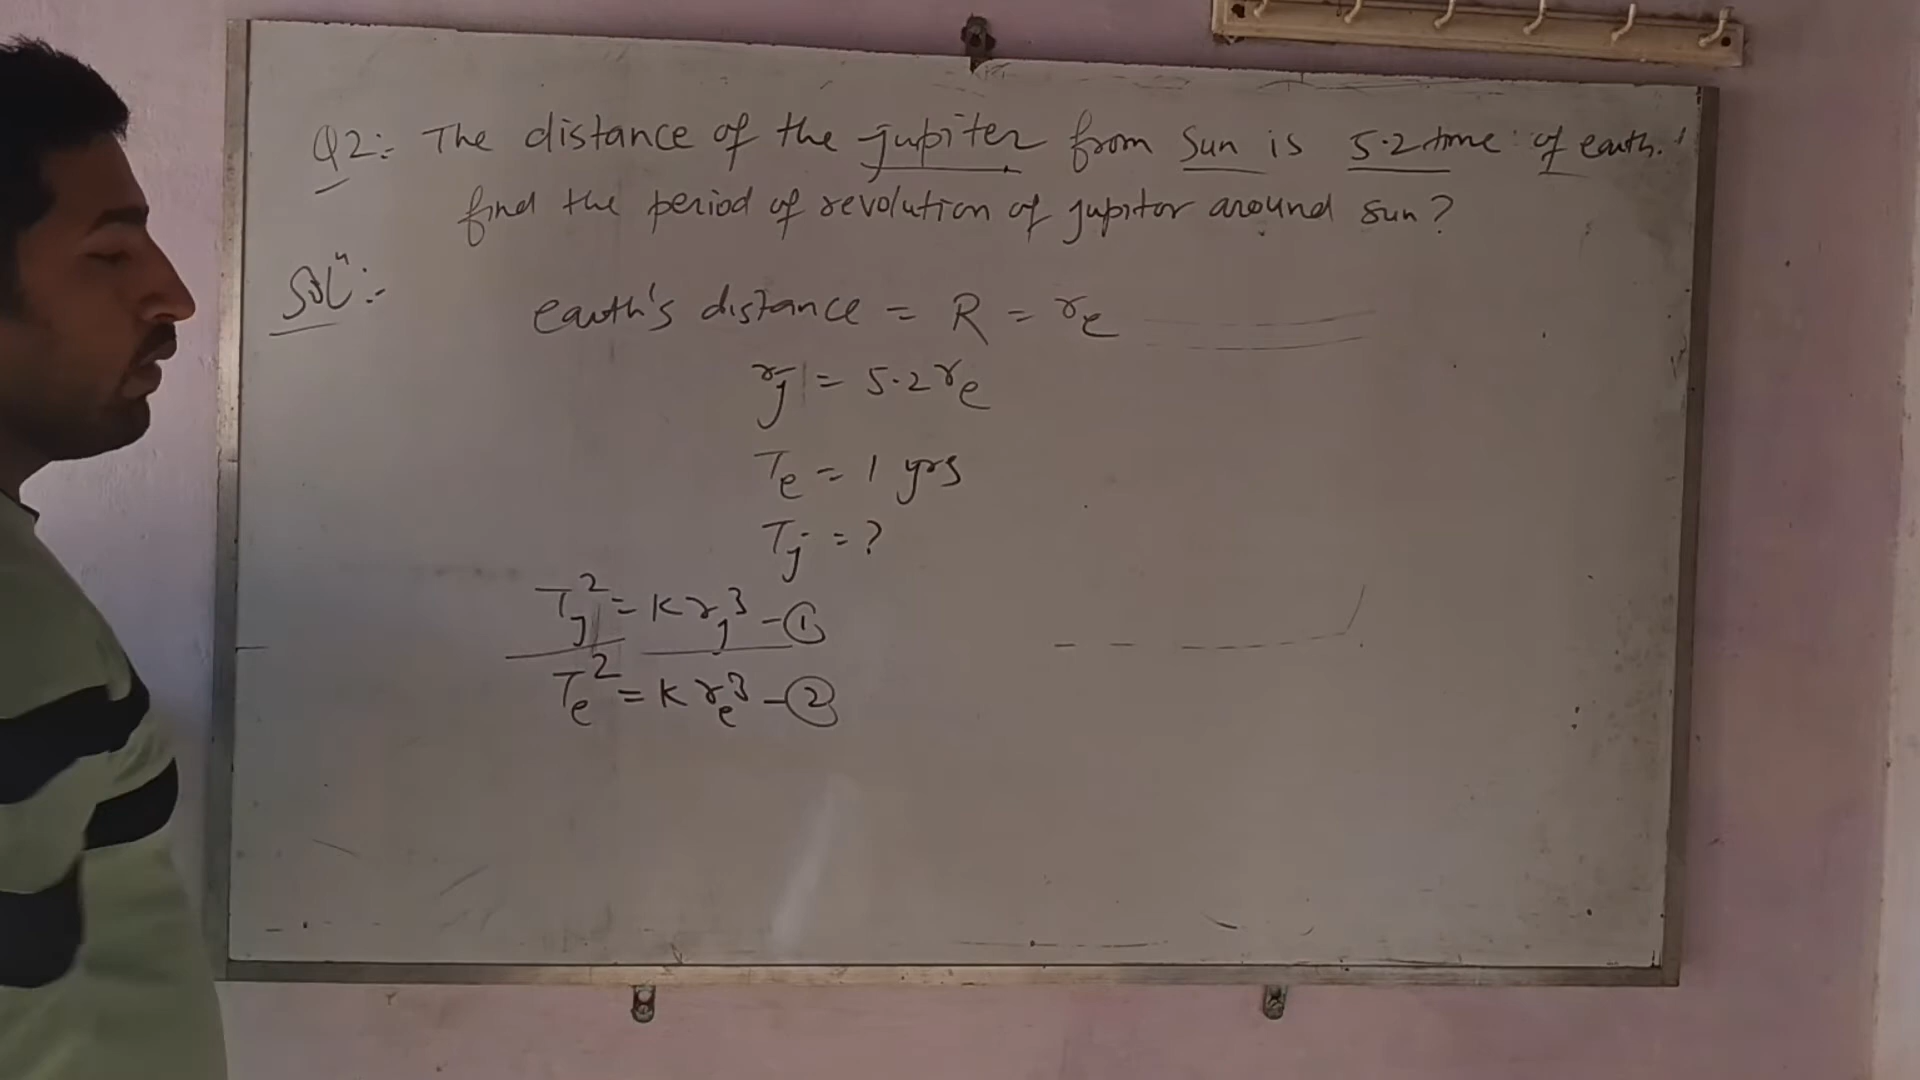 Q2:- The distance of the jupiter from Sun is 5.2 time of earth.
find the period of revolution of jupitor around sun?
Solⁿ:-
earth's distance = R = rₑ
rⱼ = 5.2 rₑ
Tₑ = 1 yrs
Tⱼ = ?
Tⱼ² = K rⱼ³ - ①
Tₑ² = K rₑ³ - ②